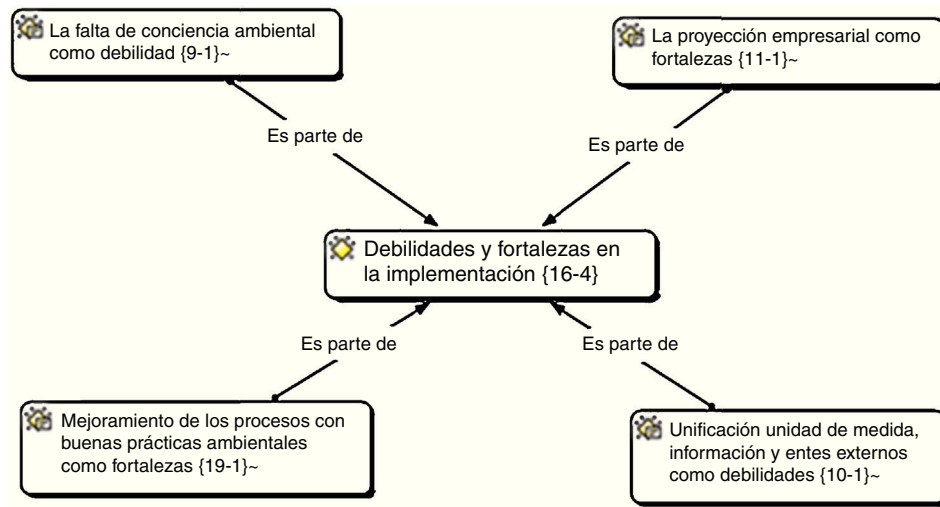 La falta de conciencia ambiental
como debilidad {9-1}~
La proyección empresarial como
fortalezas {11-1}~
Es parte de
Es parte de
Debilidades y fortalezas en
la implementación {16-4}
Es parte de
Es parte de
Mejoramiento de los procesos con
buenas prácticas ambientales
como fortalezas {19-1}~
Unificación unidad de medida,
información y entes externos
como debilidades {10-1}~